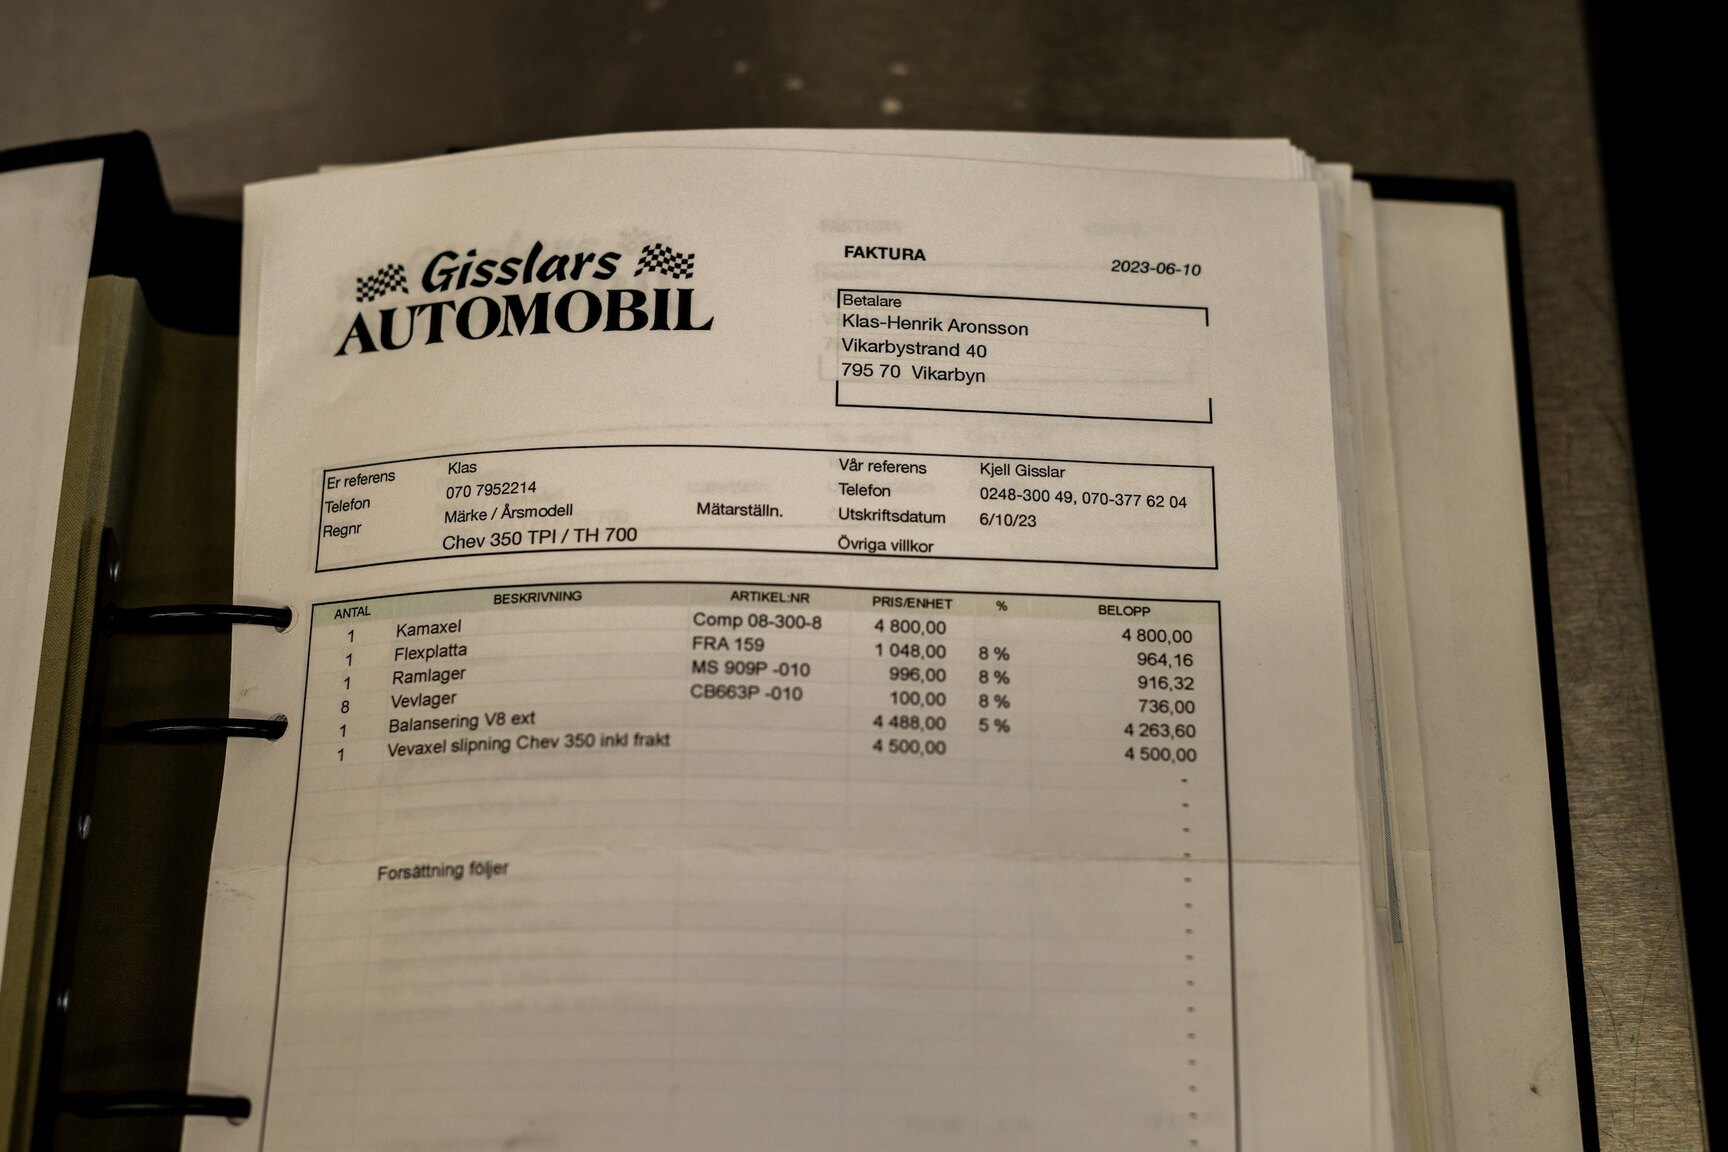 Gisslars
AUTOMOBIL
FAKTURA
2023-06-10
Betalare
Klas-Henrik Aronsson
Vikarbystrand 40
795 70 Vikarbyn
Er referens Klas
Telefon 070 7952214
Regnr Märke / Årsmodell Mätarställn.
Chev 350 TPI / TH 700
Vår referens Kjell Gisslar
Telefon 0248-300 49, 070-377 62 04
Utskriftsdatum 6/10/23
Övriga villkor
ANTAL BESKRIVNING ARTIKEL:NR PRIS/ENHET % BELOPP
1 Kamaxel Comp 08-300-8 4 800,00 4 800,00
1 Flexplatta FRA 159 1 048,00 8 % 964,16
1 Ramlager MS 909P -010 996,00 8 % 916,32
8 Vevlager CB663P -010 100,00 8 % 736,00
1 Balansering V8 ext 4 488,00 5 % 4 263,60
1 Vevaxel slipning Chev 350 inkl frakt 4 500,00 4 500,00
-
-
-
-
Forsättning följer -
-
-
-
-
-
-
-
-
-
-